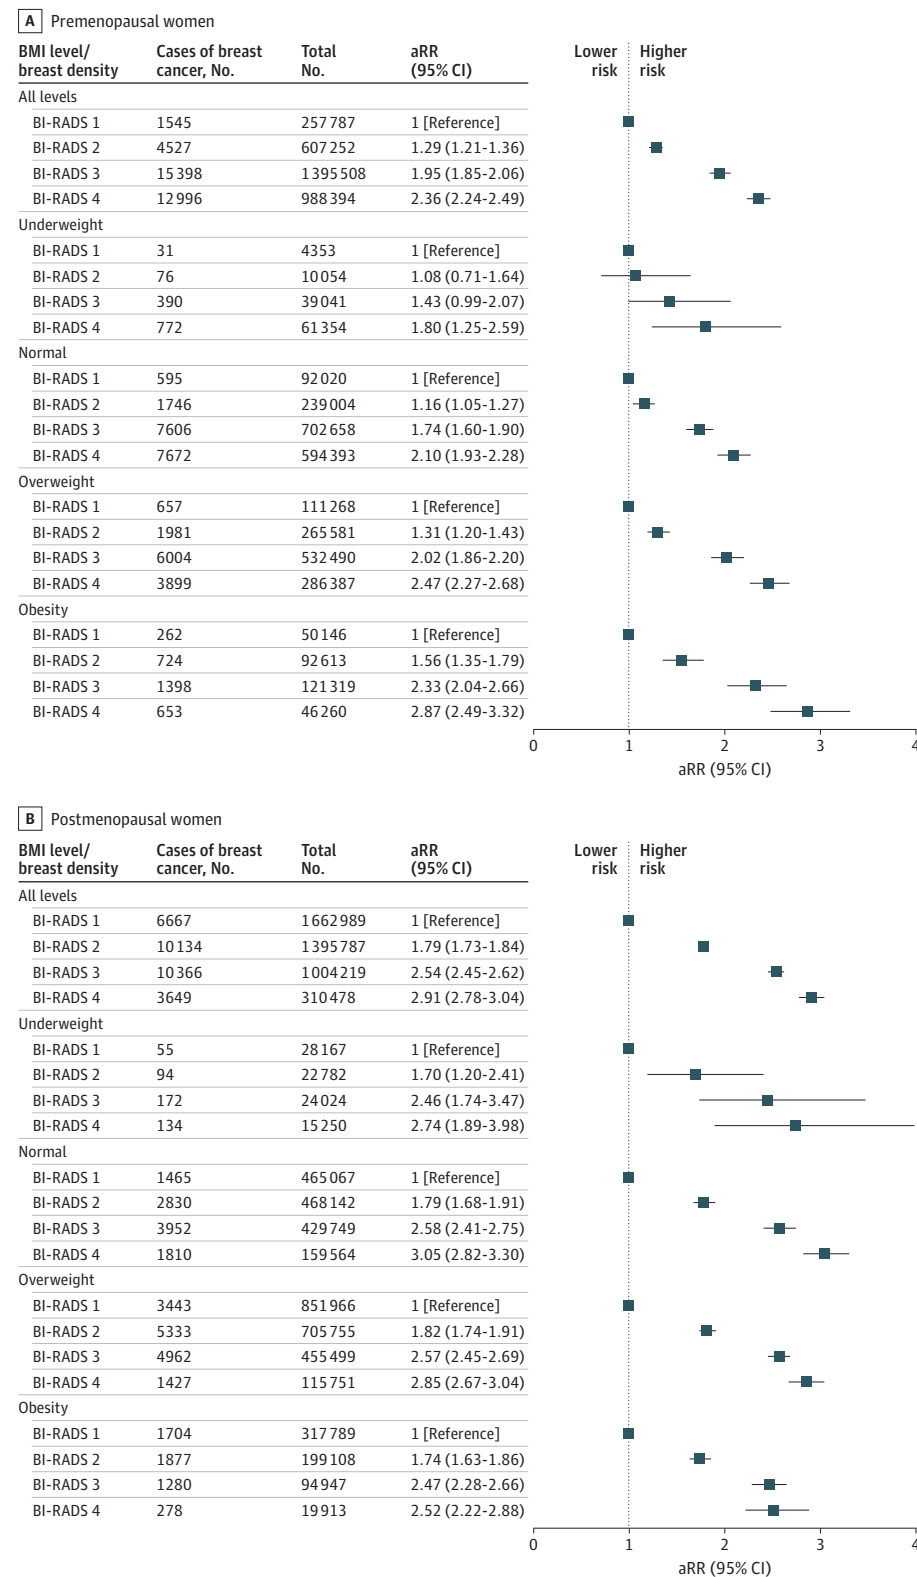 A Premenopausal women
BMI level/ breast density Cases of breast cancer, No. Total No. aRR (95% CI) Lower risk Higher risk
All levels
BI-RADS 1 1545 257787 1 [Reference]
BI-RADS 2 4527 607252 1.29 (1.21-1.36)
BI-RADS 3 15398 1395508 1.95 (1.85-2.06)
BI-RADS 4 12996 988394 2.36 (2.24-2.49)
Underweight
BI-RADS 1 31 4353 1 [Reference]
BI-RADS 2 76 10054 1.08 (0.71-1.64)
BI-RADS 3 390 39041 1.43 (0.99-2.07)
BI-RADS 4 772 61354 1.80 (1.25-2.59)
Normal
BI-RADS 1 595 92020 1 [Reference]
BI-RADS 2 1746 239004 1.16 (1.05-1.27)
BI-RADS 3 7606 702658 1.74 (1.60-1.90)
BI-RADS 4 7672 594393 2.10 (1.93-2.28)
Overweight
BI-RADS 1 657 111268 1 [Reference]
BI-RADS 2 1981 265581 1.31 (1.20-1.43)
BI-RADS 3 6004 532490 2.02 (1.86-2.20)
BI-RADS 4 3899 286387 2.47 (2.27-2.68)
Obesity
BI-RADS 1 262 50146 1 [Reference]
BI-RADS 2 724 92613 1.56 (1.35-1.79)
BI-RADS 3 1398 121319 2.33 (2.04-2.66)
BI-RADS 4 653 46260 2.87 (2.49-3.32)
0 1 2 3 4
aRR (95% CI)
B Postmenopausal women
BMI level/ breast density Cases of breast cancer, No. Total No. aRR (95% CI) Lower risk Higher risk
All levels
BI-RADS 1 6667 1662989 1 [Reference]
BI-RADS 2 10134 1395787 1.79 (1.73-1.84)
BI-RADS 3 10366 1004219 2.54 (2.45-2.62)
BI-RADS 4 3649 310478 2.91 (2.78-3.04)
Underweight
BI-RADS 1 55 28167 1 [Reference]
BI-RADS 2 94 22782 1.70 (1.20-2.41)
BI-RADS 3 172 24024 2.46 (1.74-3.47)
BI-RADS 4 134 15250 2.74 (1.89-3.98)
Normal
BI-RADS 1 1465 465067 1 [Reference]
BI-RADS 2 2830 468142 1.79 (1.68-1.91)
BI-RADS 3 3952 429749 2.58 (2.41-2.75)
BL-RADS 4 1810 159564 3.05 (2.82-3.30)
Overweight
BI-RADS 1 3443 851966 1 [Reference]
BI-RADS 2 5333 705755 1.82 (1.74-1.91)
BI-RADS 3 4962 455499 2.57 (2.45-2.69)
BI-RADS 4 1427 115751 2.85 (2.67-3.04)
Obesity
BI-RADS 1 1704 317789 1 [Reference]
BI-RADS 2 1877 199108 1.74 (1.63-1.86)
BI-RADS 3 1280 94947 2.47 (2.28-2.66)
BI-RADS 4 278 19913 2.52 (2.22-2.88)
0 1 2 3 4
aRR (95% CI)